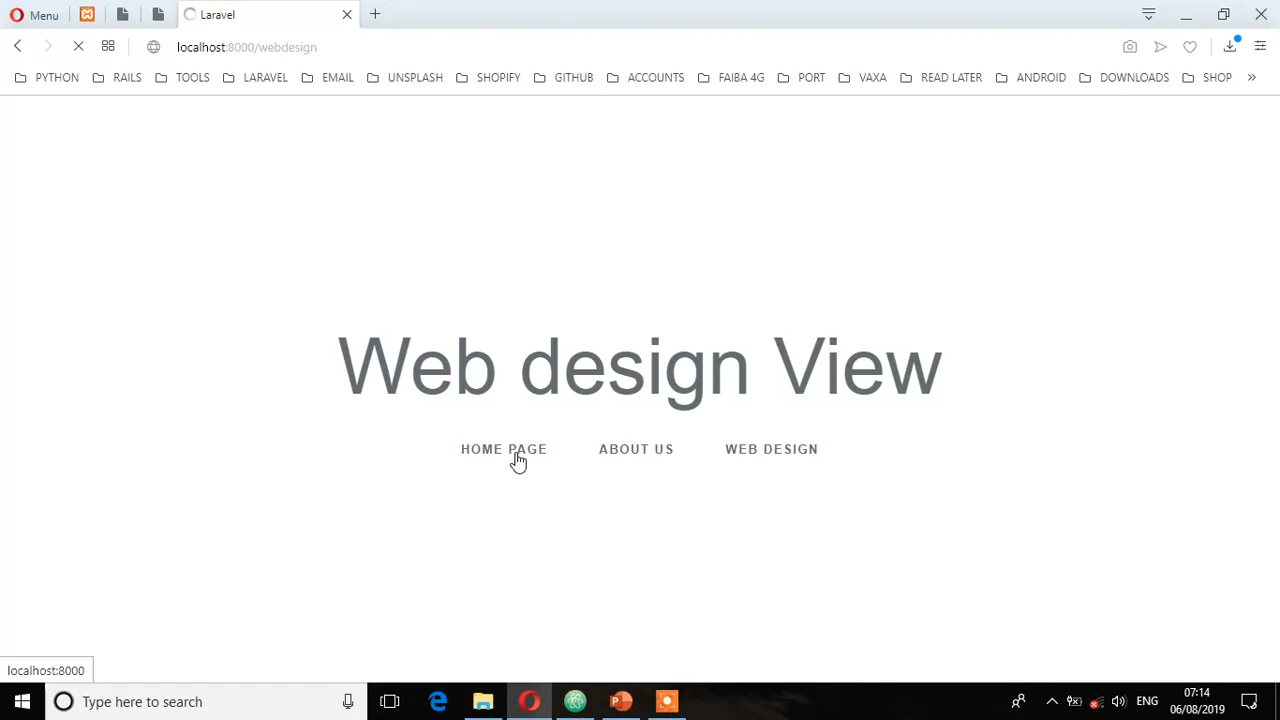 Menu
Laravel
localhost:8000/webdesign
PYTHON RAILS TOOLS LARAVEL EMAIL UNSPLASH SHOPIFY GITHUB ACCOUNTS FAIBA 4G PORT VAXA READ LATER ANDROID DOWNLOADS SHOP »
Web design View
HOME PAGE ABOUT US WEB DESIGN
localhost:8000
Type here to search
ENG
07:14
06/08/2019